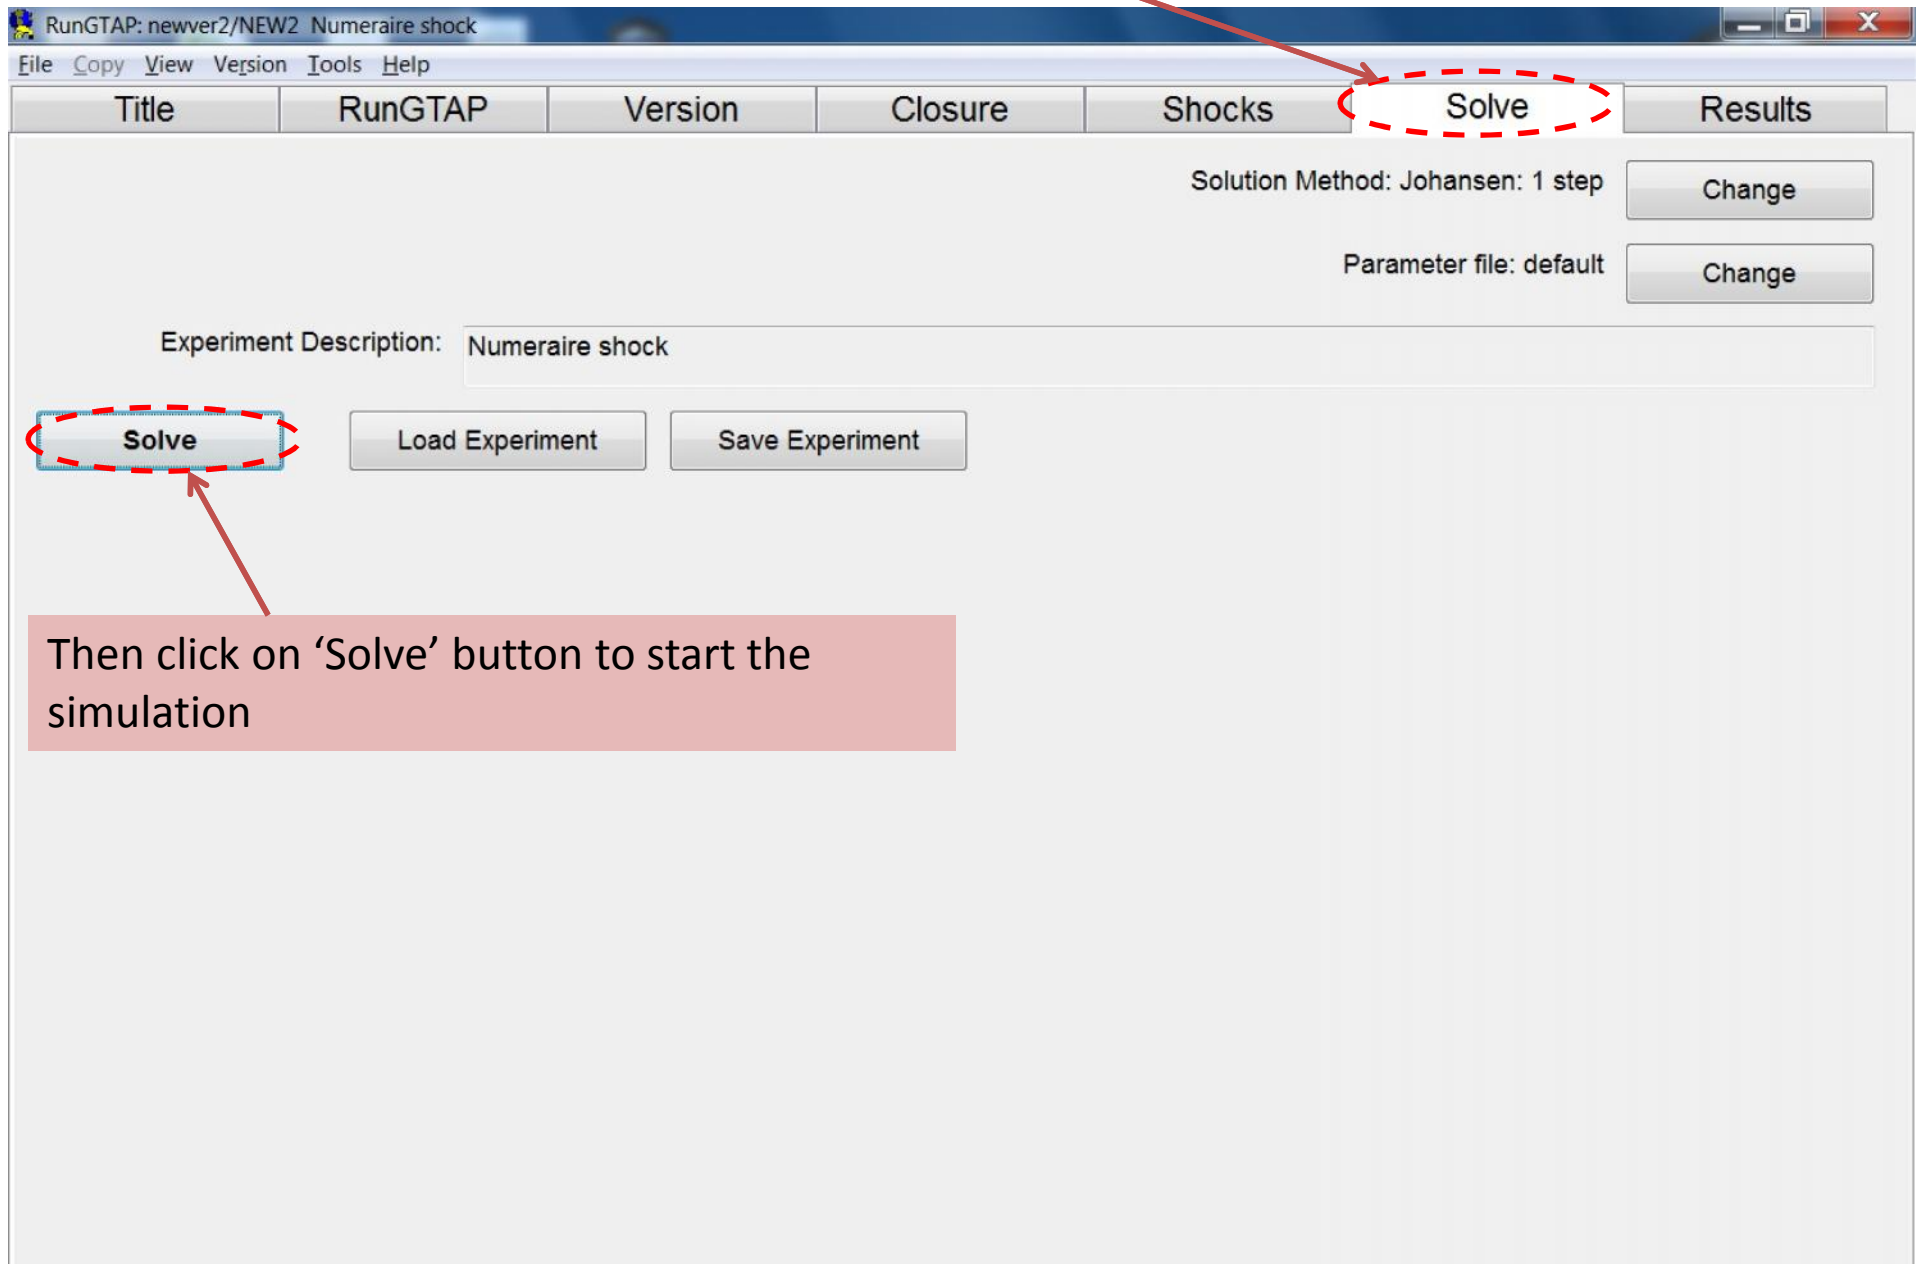 RunGTAP: newver2/NEW2 Numeraire shock
File Copy View Version Tools Help
Title RunGTAP Version Closure Shocks Solve Results
Solution Method: Johansen: 1 step Change
Parameter file: default Change
Experiment Description: Numeraire shock
Solve Load Experiment Save Experiment
Then click on ‘Solve’ button to start the
simulation